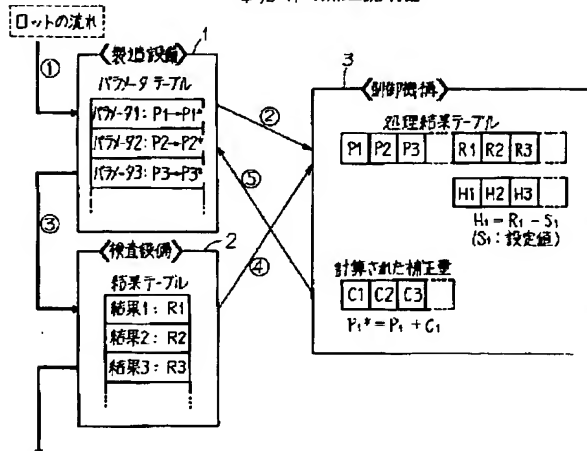 ロットの流れ
①
〈製造設備〉
1
パラメータテーブル
パラメータ1: P1→P1*
パラメータ2: P2→P2*
パラメータ3: P3→P3*
②
③
④
⑤
〈検査設備〉
2
結果テーブル
結果1: R1
結果2: R2
結果3: R3
3
〈制御機構〉
処理結果テーブル
P1 P2 P3 R1 R2 R3
H1 H2 H3
H₁ = R₁ − S₁
(S₁: 設定値)
計算された補正量
C1 C2 C3
P₁* = P₁ + C₁